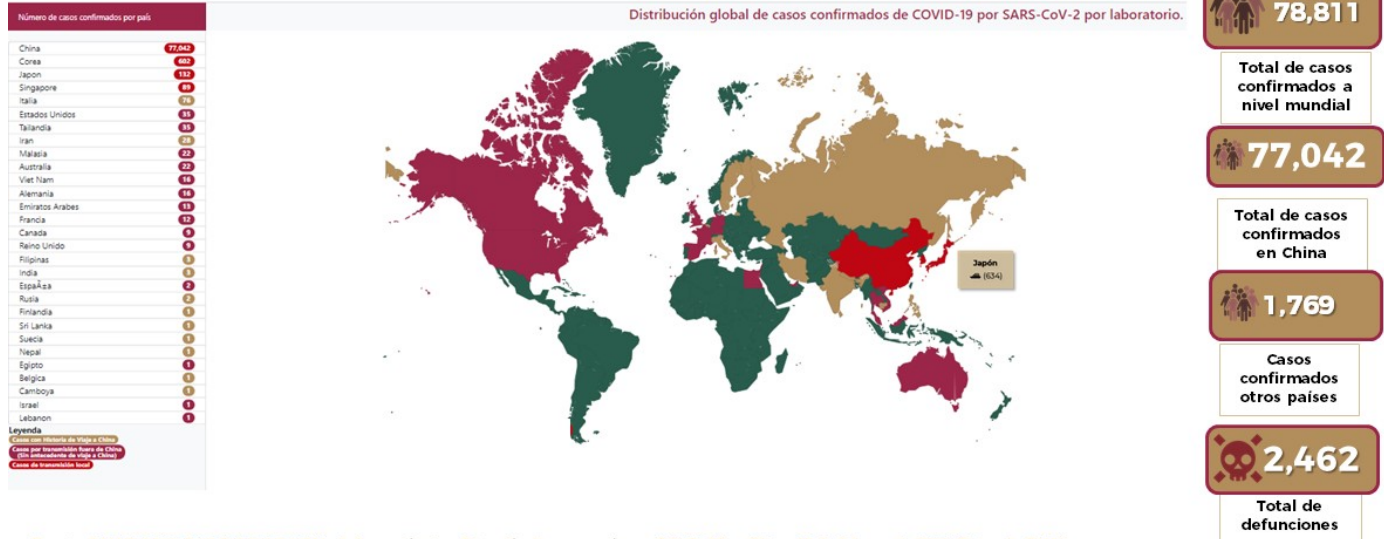 Número de casos confirmados por país
China 77,042
Corea 602
Japon 132
Singapore 89
Italia 76
Estados Unidos 35
Tailandia 35
Iran 28
Malasia 22
Australia 22
Viet Nam 16
Alemania 16
Emiratos Arabes 13
Francia 12
Canada 9
Reino Unido 9
Filipinas 3
India 3
EspaÃ±a 2
Rusia 2
Finlandia 1
Sri Lanka 1
Suecia 1
Nepal 1
Egipto 1
Belgica 1
Camboya 1
Israel 1
Lebanon 1
Leyenda
Casos con Historia de Viaje a China
Casos por transmisión fuera de China
(Sin antecedente de viaje a China)
Casos de transmisión local
Distribución global de casos confirmados de COVID-19 por SARS-CoV-2 por laboratorio.
Japón
(634)
78,811
Total de casos
confirmados a
nivel mundial
77,042
Total de casos
confirmados
en China
1,769
Casos
confirmados
otros países
2,462
Total de
defunciones